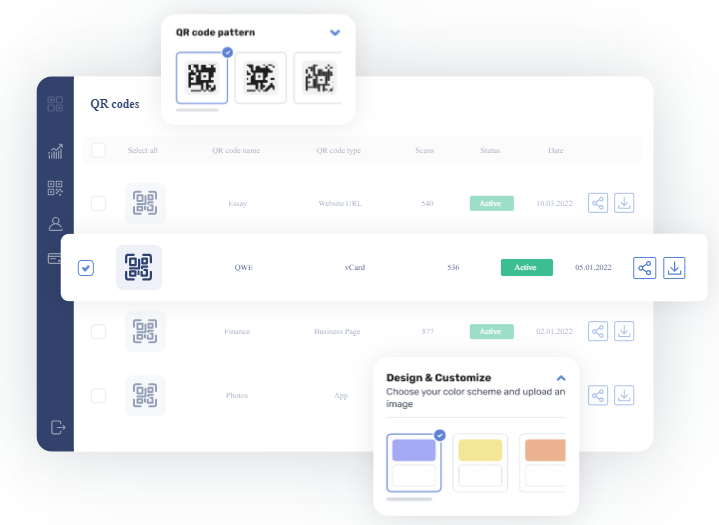 QR code pattern
QR codes
Select all QR code name QR code type Scans Status Date
Essay Website URL 540 Active 10.03.2022
QWE vCard 536 Active 05.01.2022
Finance Business Page 877 Active 02.01.2022
Photos App
Design & Customize
Choose your color scheme and upload an
image